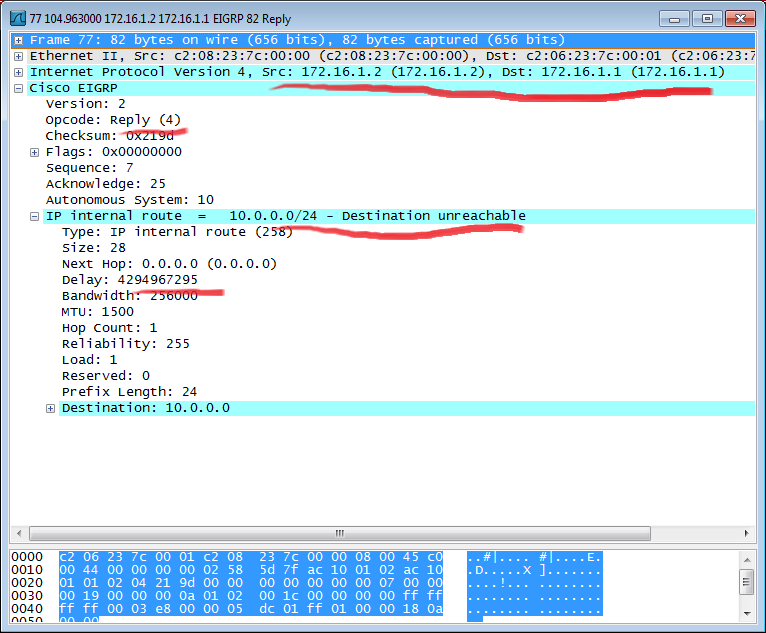 77 104.963000 172.16.1.2 172.16.1.1 EIGRP 82 Reply
Frame 77: 82 bytes on wire (656 bits), 82 bytes captured (656 bits)
Ethernet II, Src: c2:08:23:7c:00:00 (c2:08:23:7c:00:00), Dst: c2:06:23:7c:00:01 (c2:06:23:7
Internet Protocol Version 4, Src: 172.16.1.2 (172.16.1.2), Dst: 172.16.1.1 (172.16.1.1)
Cisco EIGRP
Version: 2
Opcode: Reply (4)
Checksum: 0x219d
Flags: 0x00000000
Sequence: 7
Acknowledge: 25
Autonomous System: 10
IP internal route = 10.0.0.0/24 - Destination unreachable
Type: IP internal route (258)
Size: 28
Next Hop: 0.0.0.0 (0.0.0.0)
Delay: 4294967295
Bandwidth: 256000
MTU: 1500
Hop Count: 1
Reliability: 255
Load: 1
Reserved: 0
Prefix Length: 24
Destination: 10.0.0.0
0000 c2 06 23 7c 00 01 c2 08 23 7c 00 00 08 00 45 c0 ..#|.... #|....E.
0010 00 44 00 00 00 00 02 58 5d 7f ac 10 01 02 ac 10 .D.....X ].......
0020 01 01 02 04 21 9d 00 00 00 00 00 00 00 07 00 00 ....!... ........
0030 00 19 00 00 00 0a 01 02 00 1c 00 00 00 00 ff ff ........ ........
0040 ff ff 00 03 e8 00 00 05 dc 01 ff 01 00 00 18 0a ........ ........
0050 00 00